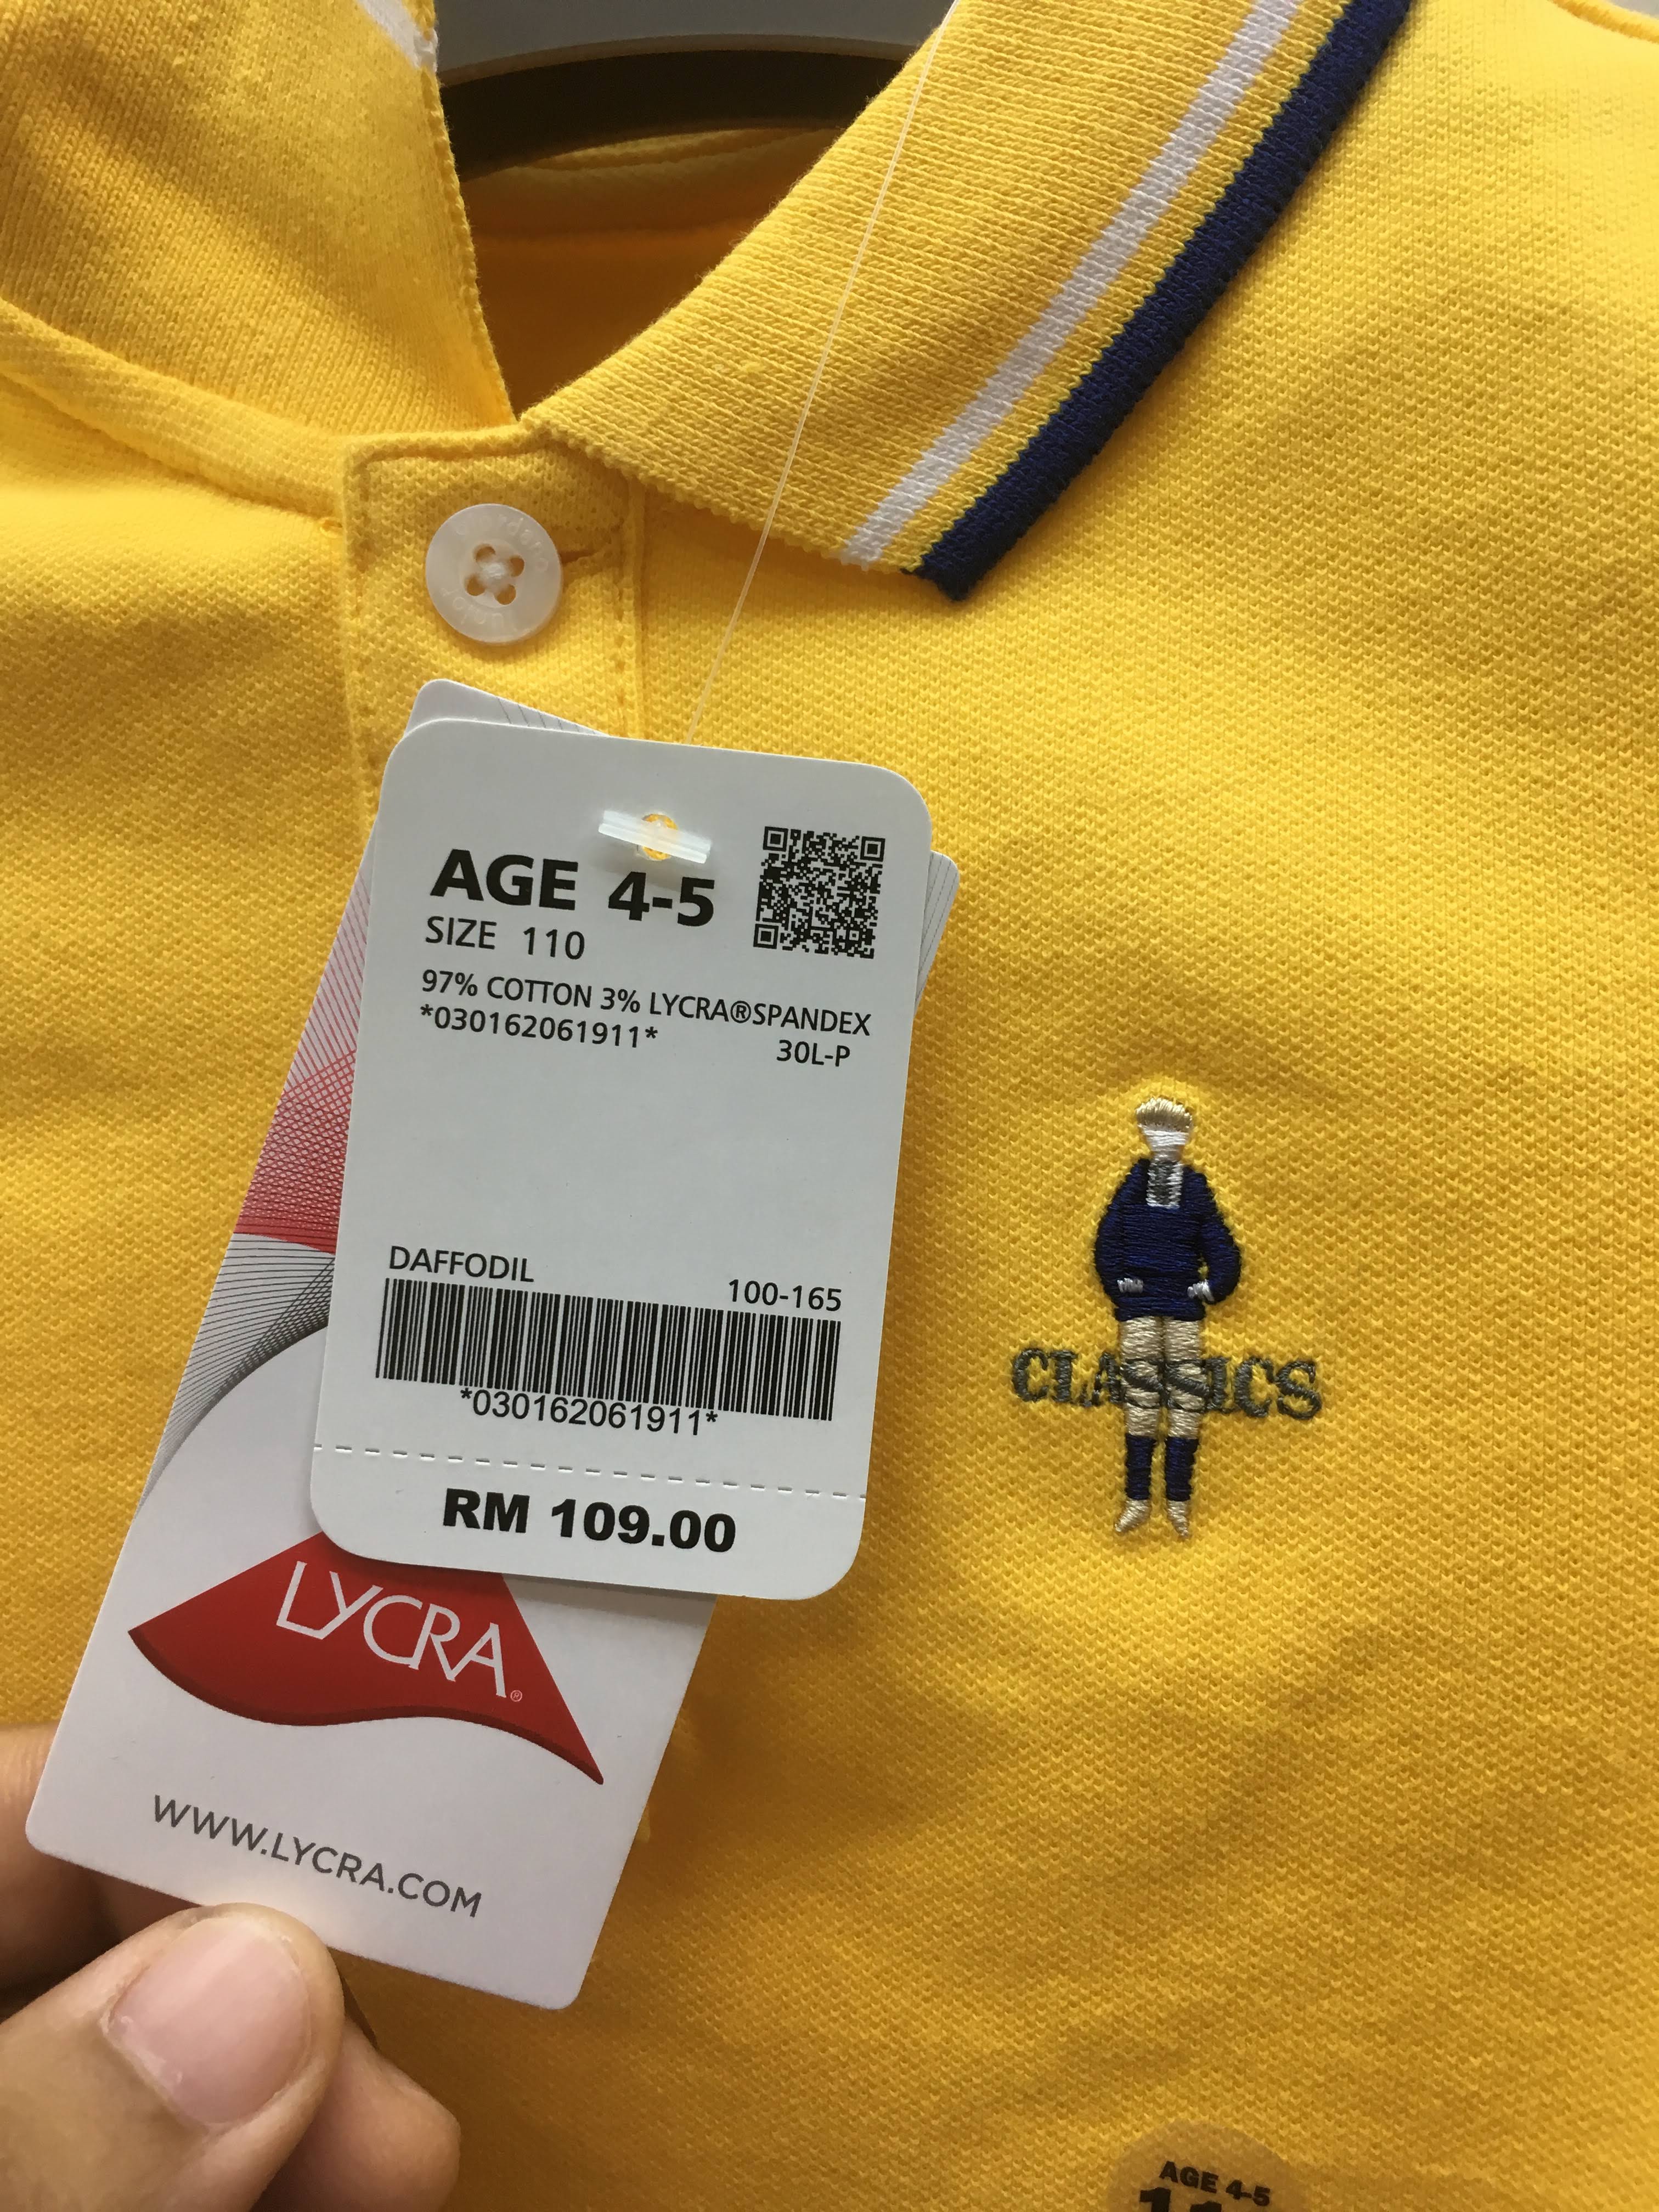 AGE 4-5
SIZE 110
97% COTTON 3% LYCRA®SPANDEX
*030162061911*
30L-P
DAFFODIL
100-165
*030162061911*
RM 109.00
LYCRA®
WWW.LYCRA.COM
CLASSICS
AGE 4-5